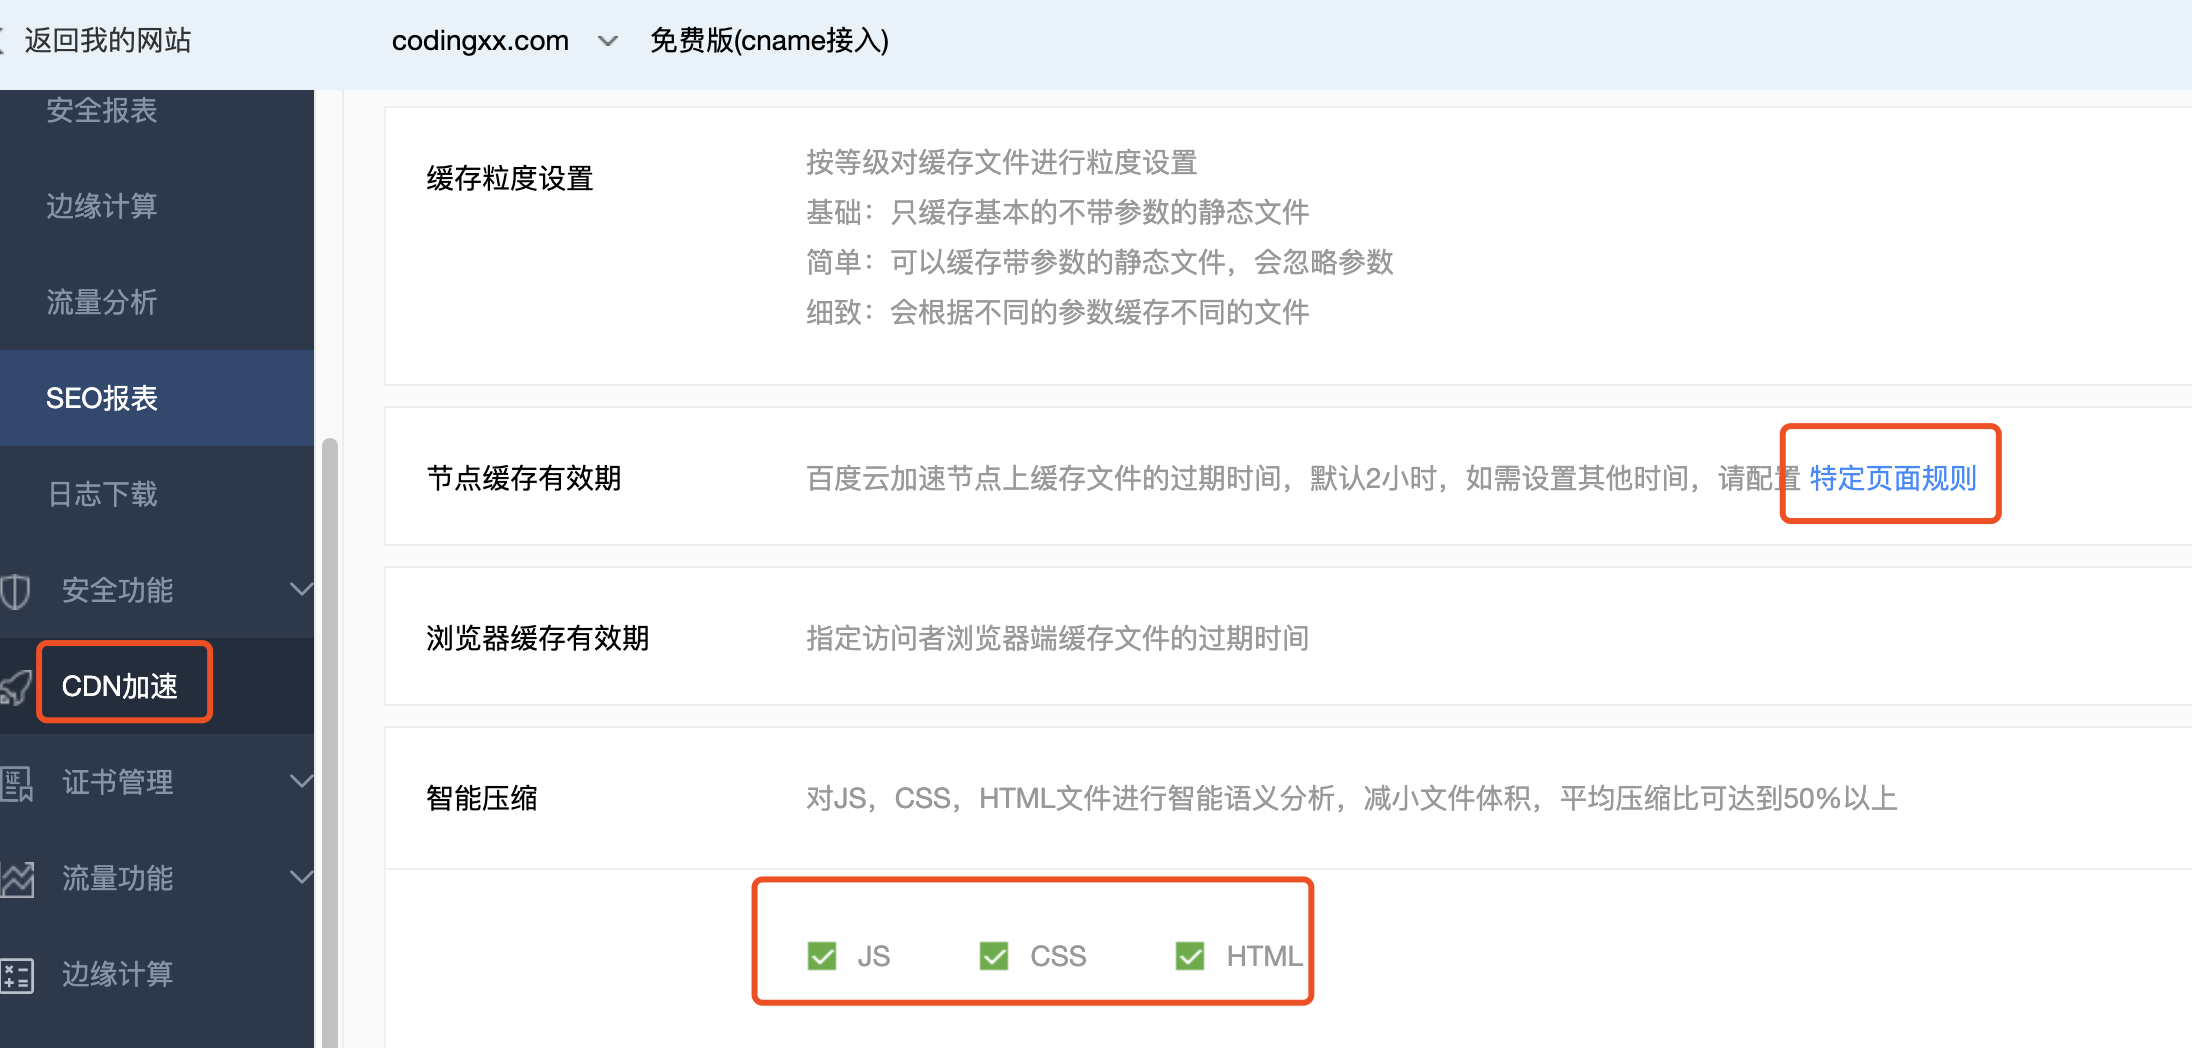 返回我的网站
codingxx.com 免费版(cname接入)
安全报表
边缘计算
流量分析
SEO报表
日志下载
安全功能
CDN加速
证书管理
流量功能
边缘计算
缓存粒度设置
按等级对缓存文件进行粒度设置
基础：只缓存基本的不带参数的静态文件
简单：可以缓存带参数的静态文件，会忽略参数
细致：会根据不同的参数缓存不同的文件
节点缓存有效期
百度云加速节点上缓存文件的过期时间，默认2小时，如需设置其他时间，请配置 特定页面规则
浏览器缓存有效期
指定访问者浏览器端缓存文件的过期时间
智能压缩
对JS，CSS，HTML文件进行智能语义分析，减小文件体积，平均压缩比可达到50%以上
JS CSS HTML